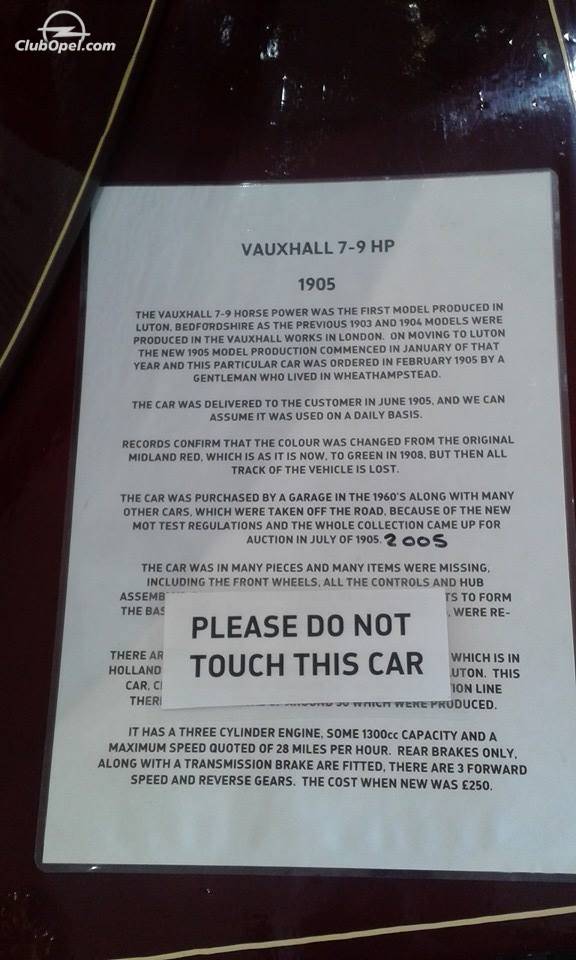 ClubOpel.com
VAUXHALL 7-9 HP
1905
THE VAUXHALL 7-9 HORSE POWER WAS THE FIRST MODEL PRODUCED IN
LUTON, BEDFORDSHIRE AS THE PREVIOUS 1903 AND 1904 MODELS WERE
PRODUCED IN THE VAUXHALL WORKS IN LONDON. ON MOVING TO LUTON
THE NEW 1905 MODEL PRODUCTION COMMENCED IN JANUARY OF THAT
YEAR AND THIS PARTICULAR CAR WAS ORDERED IN FEBRUARY 1905 BY A
GENTLEMAN WHO LIVED IN WHEATHAMPSTEAD.
THE CAR WAS DELIVERED TO THE CUSTOMER IN JUNE 1905, AND WE CAN
ASSUME IT WAS USED ON A DAILY BASIS.
RECORDS CONFIRM THAT THE COLOUR WAS CHANGED FROM THE ORIGINAL
MIDLAND RED, WHICH IS AS IT IS NOW, TO GREEN IN 1908, BUT THEN ALL
TRACK OF THE VEHICLE IS LOST.
THE CAR WAS PURCHASED BY A GARAGE IN THE 1960'S ALONG WITH MANY
OTHER CARS, WHICH WERE TAKEN OFF THE ROAD, BECAUSE OF THE NEW
MOT TEST REGULATIONS AND THE WHOLE COLLECTION CAME UP FOR
AUCTION IN JULY OF 1905. 2005
THE CAR WAS IN MANY PIECES AND MANY ITEMS WERE MISSING,
INCLUDING THE FRONT WHEELS, ALL THE CONTROLS AND HUB
TS TO FORM
THE BAS , WERE RE-
PLEASE DO NOT
TOUCH THIS CAR
THERE AR WHICH IS IN
HOLLAND UTON. THIS
CAR, C ION LINE
THER AROUND 50 WHICH WERE PRODUCED.
IT HAS A THREE CYLINDER ENGINE, SOME 1300cc CAPACITY AND A
MAXIMUM SPEED QUOTED OF 28 MILES PER HOUR. REAR BRAKES ONLY,
ALONG WITH A TRANSMISSION BRAKE ARE FITTED, THERE ARE 3 FORWARD
SPEED AND REVERSE GEARS. THE COST WHEN NEW WAS £250.